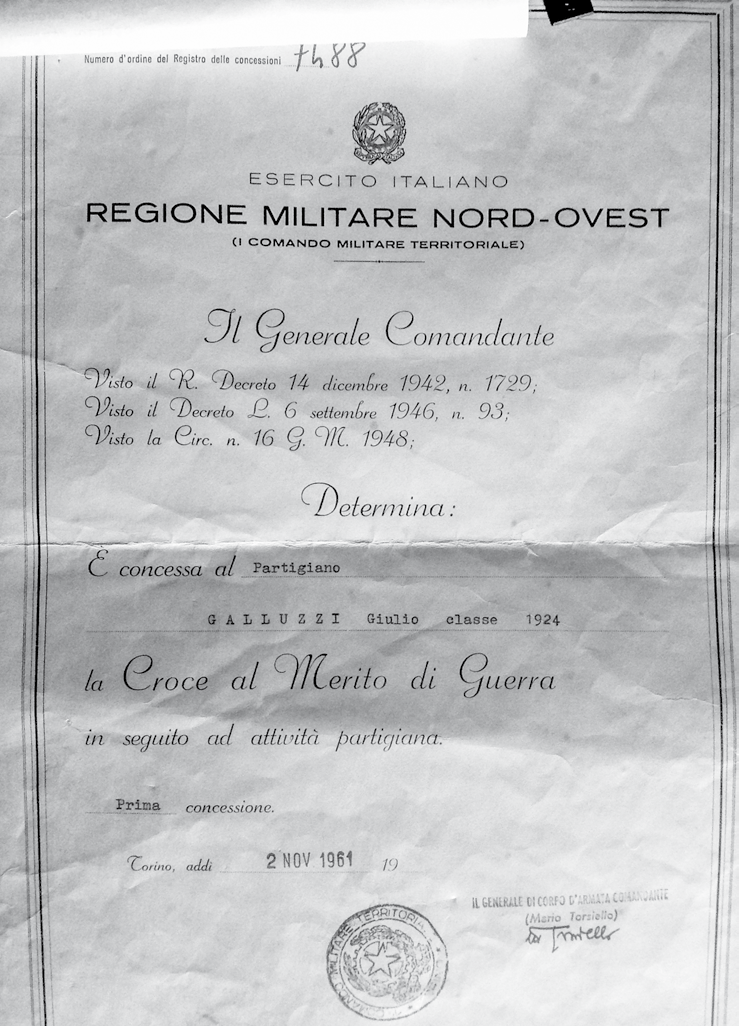 Numero d'ordine del Registro delle concessioni 7488
ESERCITO ITALIANO
REGIONE MILITARE NORD-OVEST
(I COMANDO MILITARE TERRITORIALE)
Il Generale Comandante
Visto il R. Decreto 14 dicembre 1942, n. 1729;
Visto il Decreto L. 6 settembre 1946, n. 93;
Visto la Circ. n. 16 G. M. 1948;
Determina:
È concessa al Partigiano
GALLUZZI Giulio classe 1924
la Croce al Merito di Guerra
in seguito ad attività partigiana.
Prima concessione.
Torino, addì 2 NOV 1961 19
IL GENERALE DI CORPO D'ARMATA COMANDANTE
(Mario Torsiello)
MILITARE TERRITORIALE